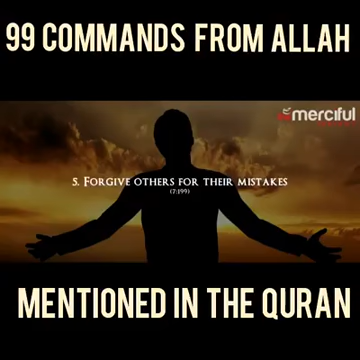 99 COMMANDS FROM ALLAH
merciful
5. FORGIVE OTHERS FOR THEIR MISTAKES
(7:199)
MENTIONED IN THE QURAN